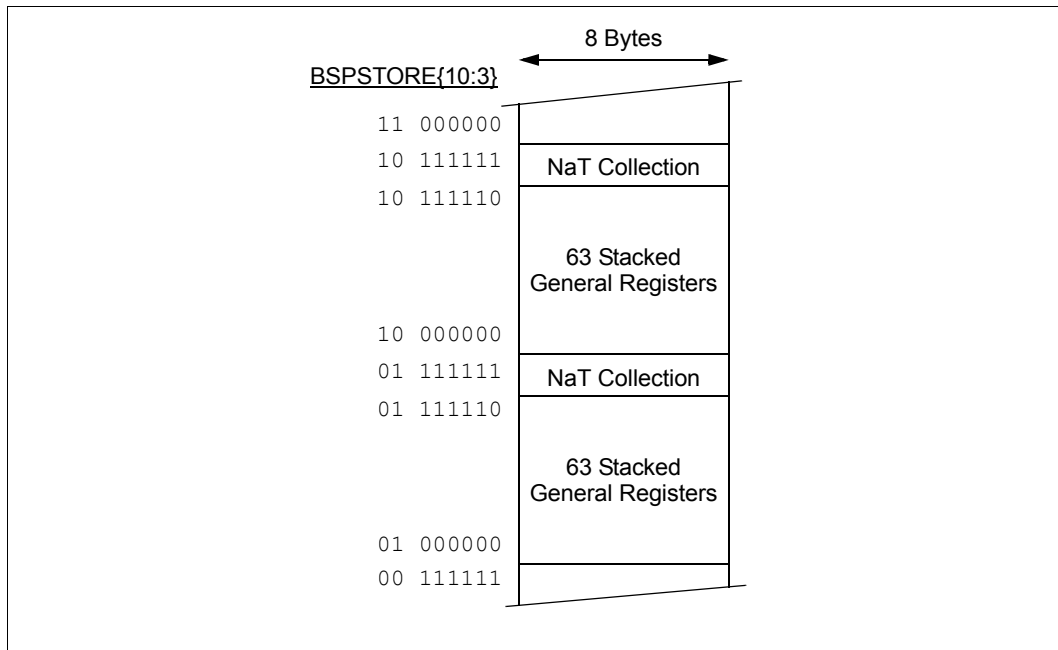 8 Bytes
BSPSTORE{10:3}
11 000000
10 111111
NaT Collection
10 111110
63 Stacked
General Registers
10 000000
01 111111
NaT Collection
01 111110
63 Stacked
General Registers
01 000000
00 111111